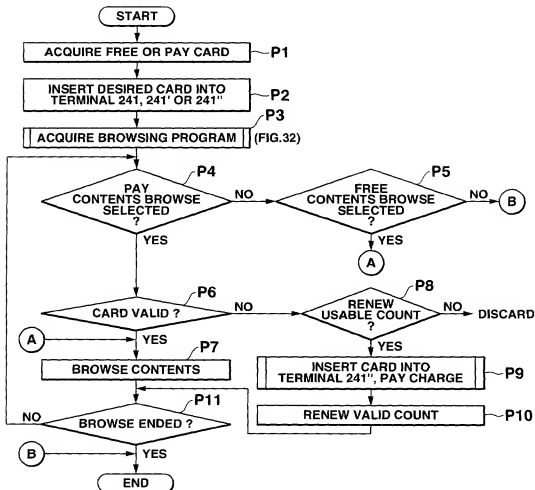 START
ACQUIRE FREE OR PAY CARD
P1
INSERT DESIRED CARD INTO
TERMINAL 241, 241' OR 241"
P2
P3
ACQUIRE BROWSING PROGRAM
(FIG.32)
P4
PAY
CONTENTS BROWSE
SELECTED
?
NO
YES
P5
FREE
CONTENTS BROWSE
SELECTED
?
NO
B
YES
A
P6
CARD VALID ?
NO
YES
P8
RENEW
USABLE COUNT
?
NO
DISCARD
YES
A
P7
BROWSE CONTENTS
INSERT CARD INTO
TERMINAL 241", PAY CHARGE
P9
RENEW VALID COUNT
P10
P11
NO
BROWSE ENDED ?
YES
B
END